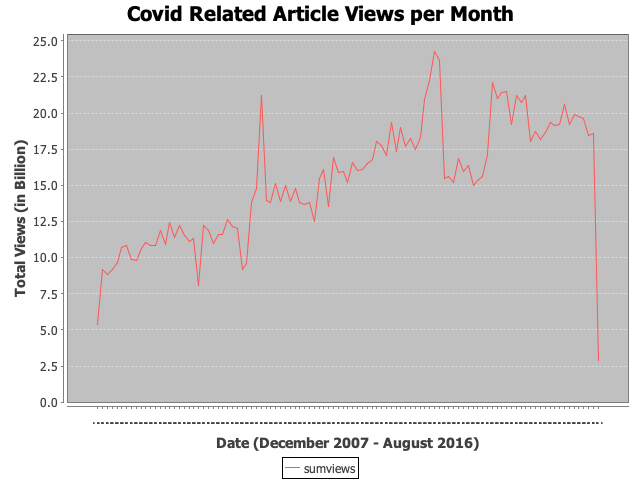 Covid Related Article Views per Month
Total Views (in Billion)
25.0
22.5
20.0
17.5
15.0
12.5
10.0
7.5
5.0
2.5
0.0
Date (December 2007 - August 2016)
sumviews